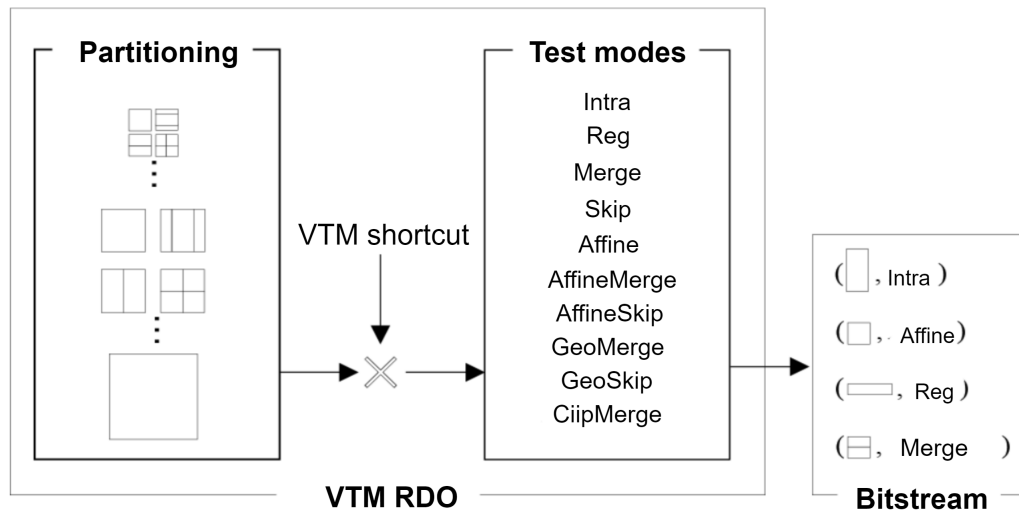 Partitioning
VTM shortcut
Test modes
Intra
Reg
Merge
Skip
Affine
AffineMerge
AffineSkip
GeoMerge
GeoSkip
CiipMerge
VTM RDO
( , Intra )
( , . Affine)
( , Reg )
( , Merge )
Bitstream